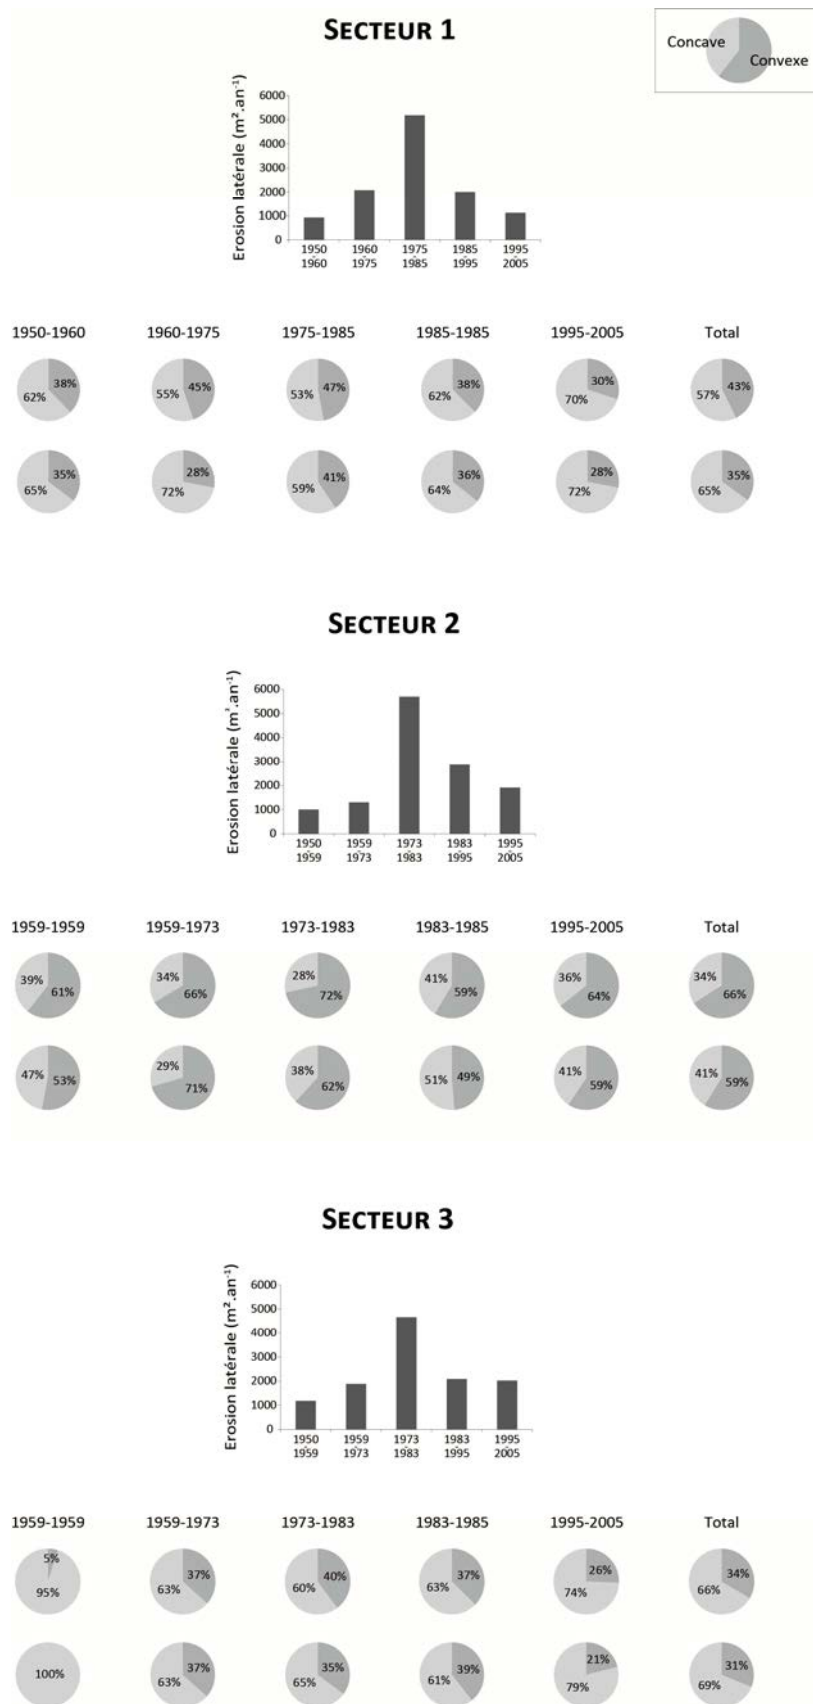 SECTEUR 1
Concave
Convexe
Erosion latérale (m².an⁻¹)
6000
5000
4000
3000
2000
1000
0
1950 1960 1975 1985 1995
- - - - -
1960 1975 1985 1995 2005
1950-1960 1960-1975 1975-1985 1985-1985 1995-2005 Total
38% 45% 47% 38% 30% 43%
62% 55% 53% 62% 70% 57%
35% 28% 41% 36% 28% 35%
65% 72% 59% 64% 72% 65%
SECTEUR 2
Erosion latérale (m².an⁻¹)
6000
5000
4000
3000
2000
1000
0
1950 1959 1973 1983 1995
- - - - -
1959 1973 1983 1995 2005
1959-1959 1959-1973 1973-1983 1983-1985 1995-2005 Total
39% 34% 28% 41% 36% 34%
61% 66% 72% 59% 64% 66%
47% 29% 38% 51% 41% 41%
53% 71% 62% 49% 59% 59%
SECTEUR 3
Erosion latérale (m².an⁻¹)
6000
5000
4000
3000
2000
1000
0
1950 1959 1973 1983 1995
- - - - -
1959 1973 1983 1995 2005
1959-1959 1959-1973 1973-1983 1983-1985 1995-2005 Total
5% 37% 40% 37% 26% 34%
95% 63% 60% 63% 74% 66%
100% 37% 35% 39% 21% 31%
63% 65% 61% 79% 69%